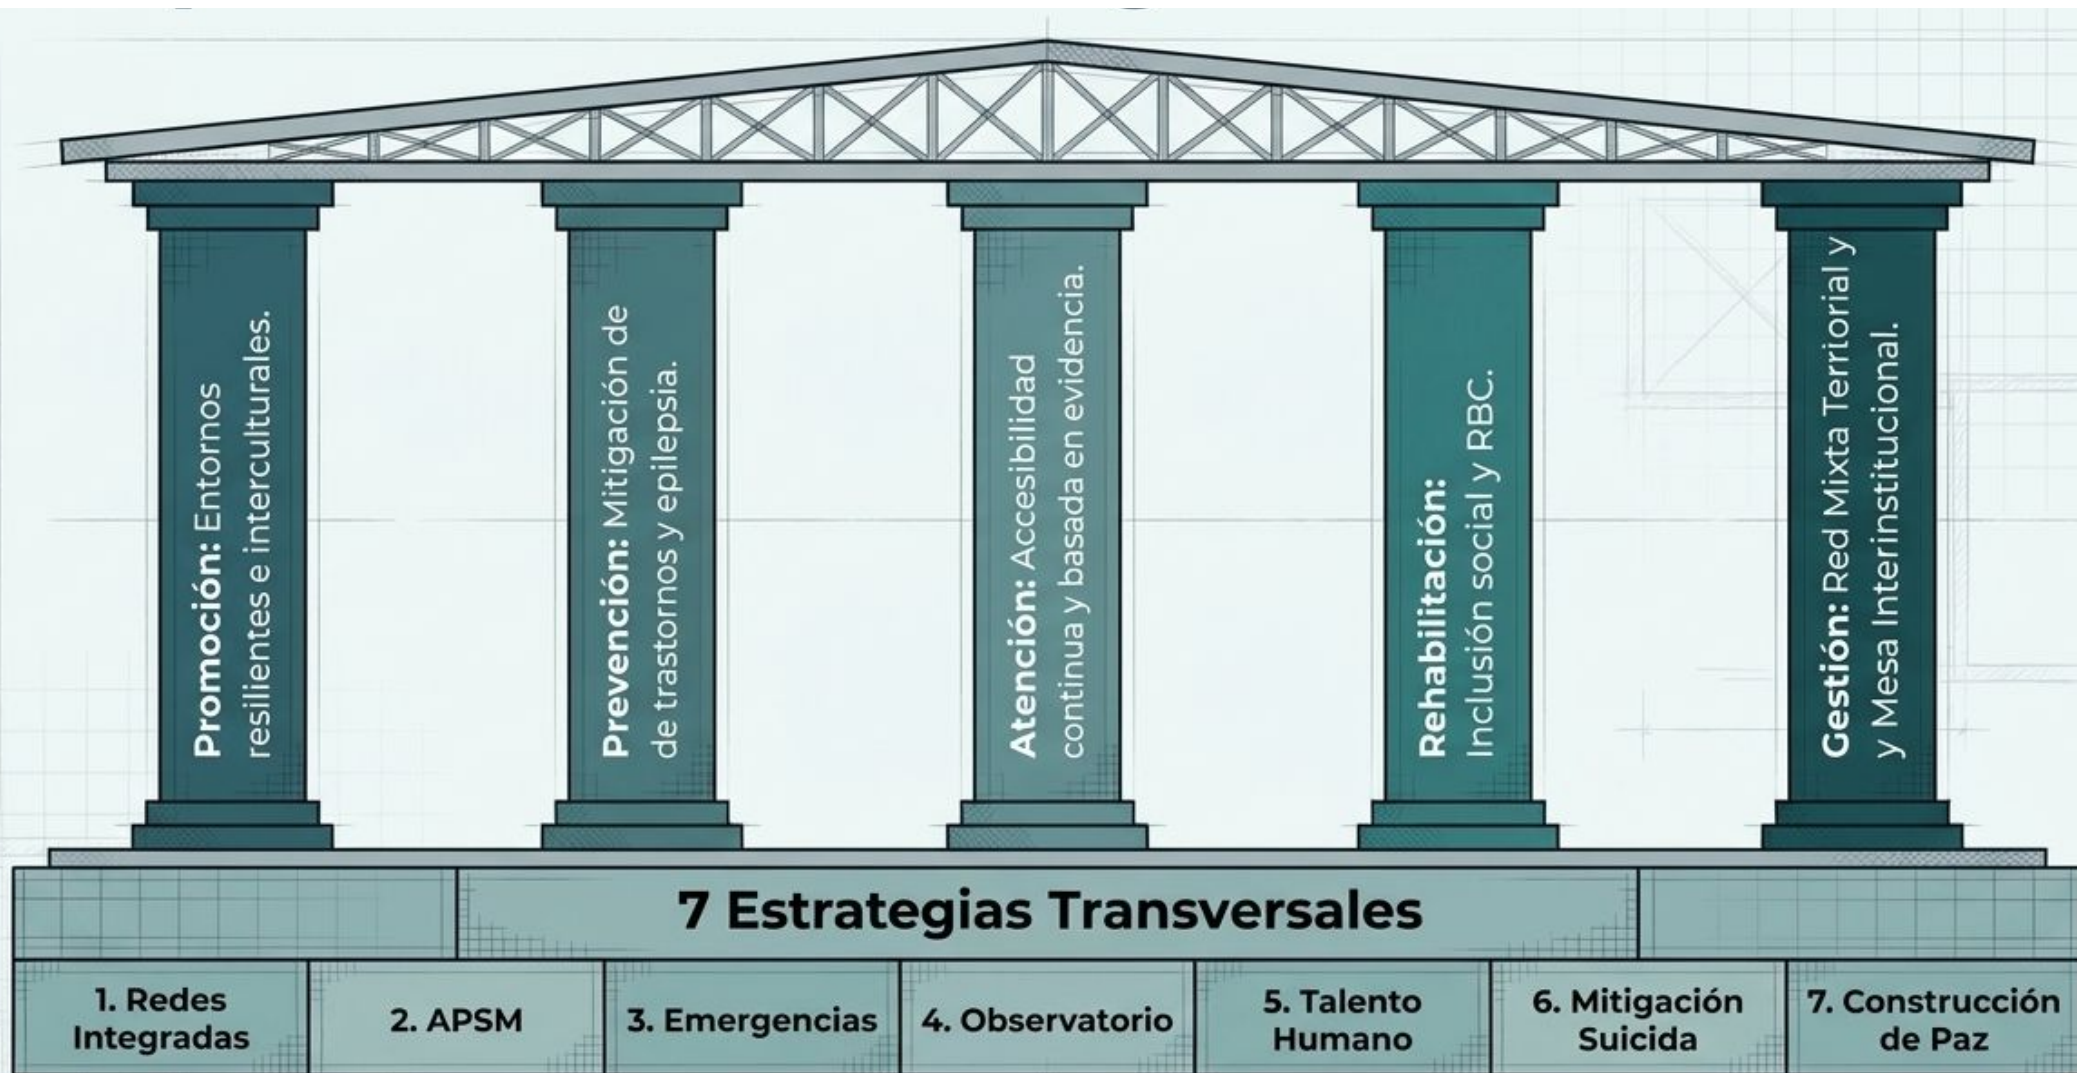 Promoción: Entornos
resilientes e interculturales.
Prevención: Mitigación de
de trastornos y epilepsia.
Atención: Accesibilidad
continua y basada en evidencia.
Rehabilitación:
Inclusión social y RBC.
Gestión: Red Mixta Terriorial y
y Mesa Interinstitucional.
7 Estrategias Transversales
1. Redes
Integradas
2. APSM
3. Emergencias
4. Observatorio
5. Talento
Humano
6. Mitigación
Suicida
7. Construcción
de Paz